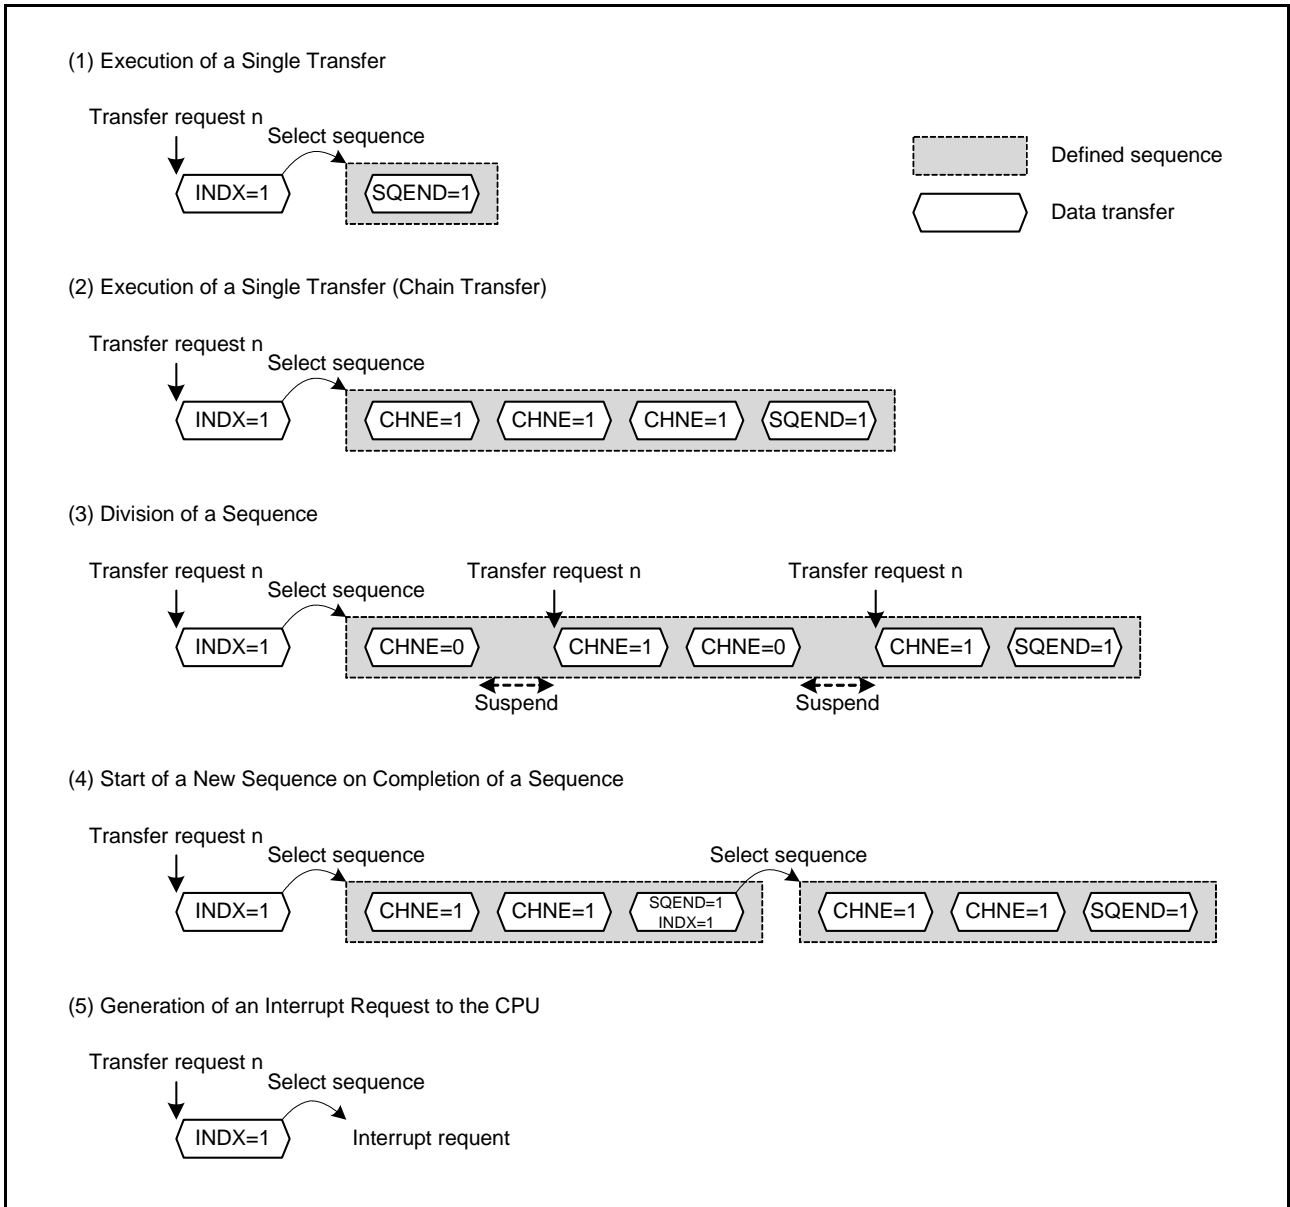 (1) Execution of a Single Transfer
Transfer request n
Select sequence
INDX=1
SQEND=1
Defined sequence
Data transfer
(2) Execution of a Single Transfer (Chain Transfer)
Transfer request n
Select sequence
INDX=1
CHNE=1
CHNE=1
CHNE=1
SQEND=1
(3) Division of a Sequence
Transfer request n
Select sequence
Transfer request n
Transfer request n
INDX=1
CHNE=0
CHNE=1
CHNE=0
CHNE=1
SQEND=1
Suspend
Suspend
(4) Start of a New Sequence on Completion of a Sequence
Transfer request n
Select sequence
Select sequence
INDX=1
CHNE=1
CHNE=1
SQEND=1
INDX=1
CHNE=1
CHNE=1
SQEND=1
(5) Generation of an Interrupt Request to the CPU
Transfer request n
Select sequence
INDX=1
Interrupt requent